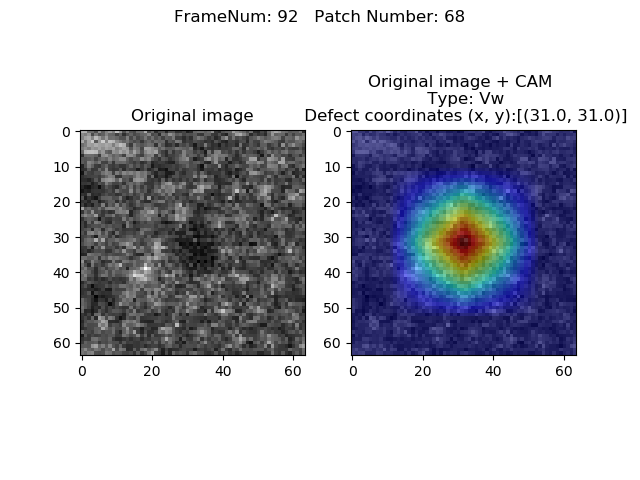 FrameNum: 92   Patch Number: 68
Original image
Original image + CAM
Type: Vw
Defect coordinates (x, y):[(31.0, 31.0)]
0
10
20
30
40
50
60
0 20 40 60
0
10
20
30
40
50
60
0 20 40 60